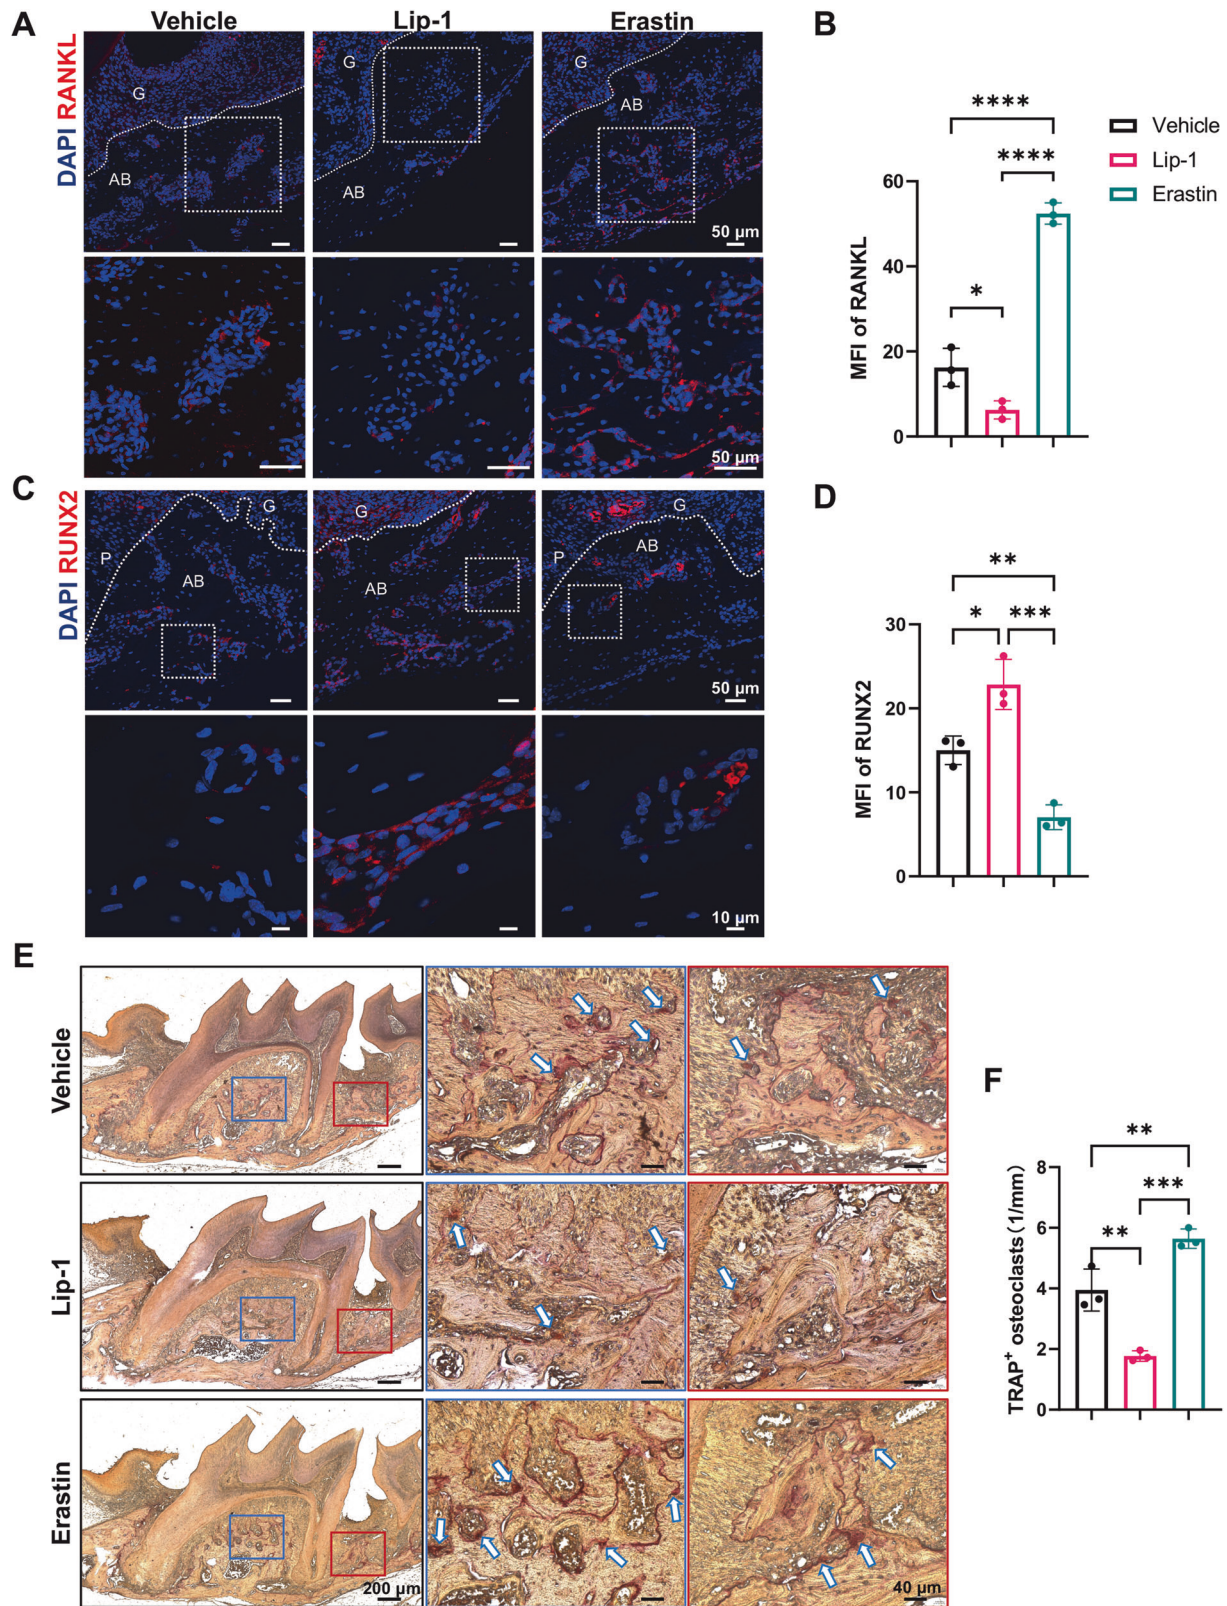 A
Vehicle
Lip-1
Erastin
DAPI RANKL
G
AB
G
AB
G
AB
50 μm
50 μm
B
Vehicle
Lip-1
Erastin
****
****
*
MFI of RANKL
60
40
20
0
C
DAPI RUNX2
G
P
AB
G
AB
G
AB
P
50 μm
10 μm
D
**
* ***
MFI of RUNX2
30
20
10
0
E
Vehicle
Lip-1
Erastin
200 μm
40 μm
F
**
***
**
TRAP⁺ osteoclasts (1/mm)
8
6
4
2
0